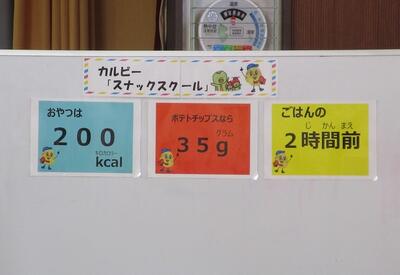 カルビー
「スナックスクール」
おやつは
200
キロカロリー
kcal
ポテトチップスなら
グラム
35g
ごはんの
じ かん まえ
2時間前